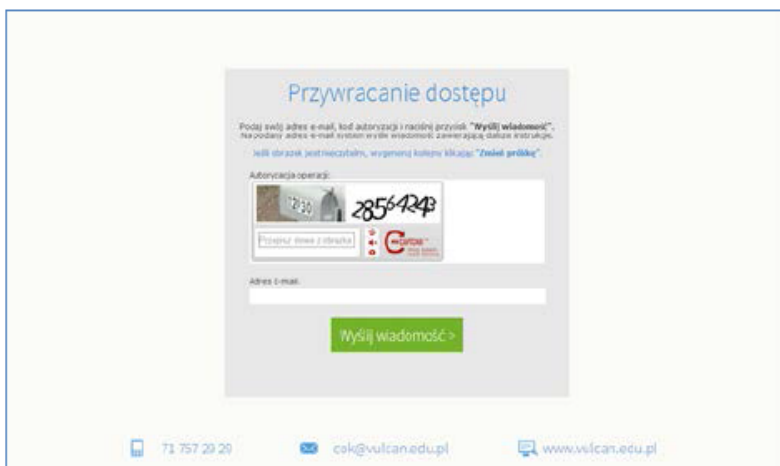 Przywracanie dostępu
Podaj swój adres e-mail, kod autoryzacji i naciśnij przycisk "Wyślij wiadomość".
Na podany adres e-mail system wyśle wiadomość zawierającą dalsze instrukcje.
Jeśli obrazek jest nieczytelny, wygeneruj kolejny klikając "Zmień próbkę".
Autoryzacja operacji:
12130 28564243
Przepisz słowa z obrazka
Adres E-mail:
Wyślij wiadomość >
71 757 29 29 cok@vulcan.edu.pl www.vulcan.edu.pl